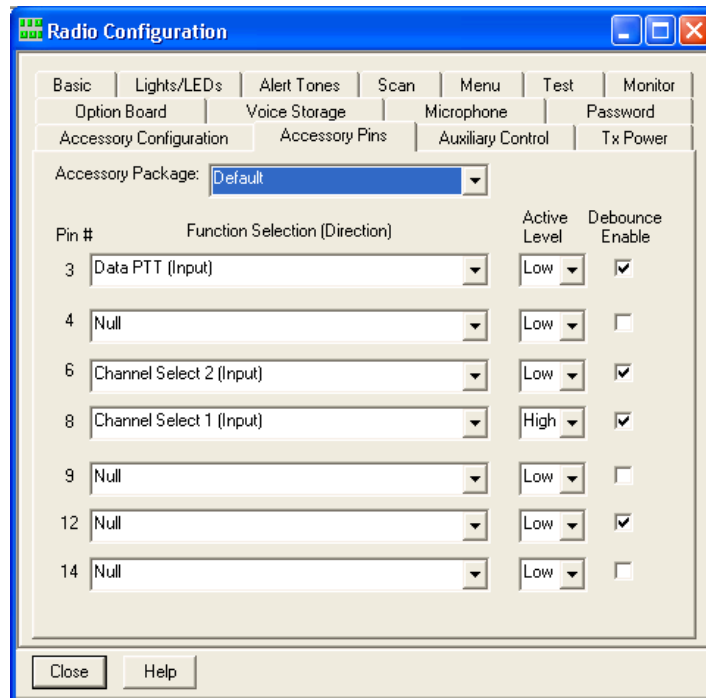 Radio Configuration
Basic Lights/LEDs Alert Tones Scan Menu Test Monitor
Option Board Voice Storage Microphone Password
Accessory Configuration Accessory Pins Auxiliary Control Tx Power
Accessory Package: Default
Pin # Function Selection (Direction) Active Level Debounce Enable
3 Data PTT (Input) Low
4 Null Low
6 Channel Select 2 (Input) Low
8 Channel Select 1 (Input) High
9 Null Low
12 Null Low
14 Null Low
Close Help